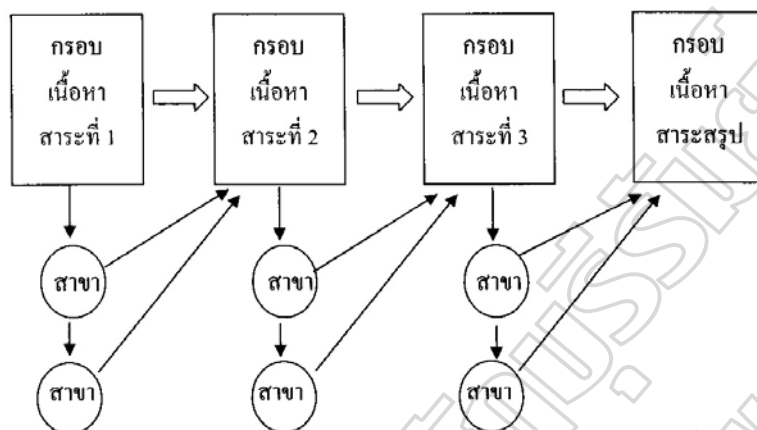 กรอบ
เนื้อหา
สาระที่ 1
กรอบ
เนื้อหา
สาระที่ 2
กรอบ
เนื้อหา
สาระที่ 3
กรอบ
เนื้อหา
สาระสรุป
สาขา
สาขา
สาขา
สาขา
สาขา
สาขา